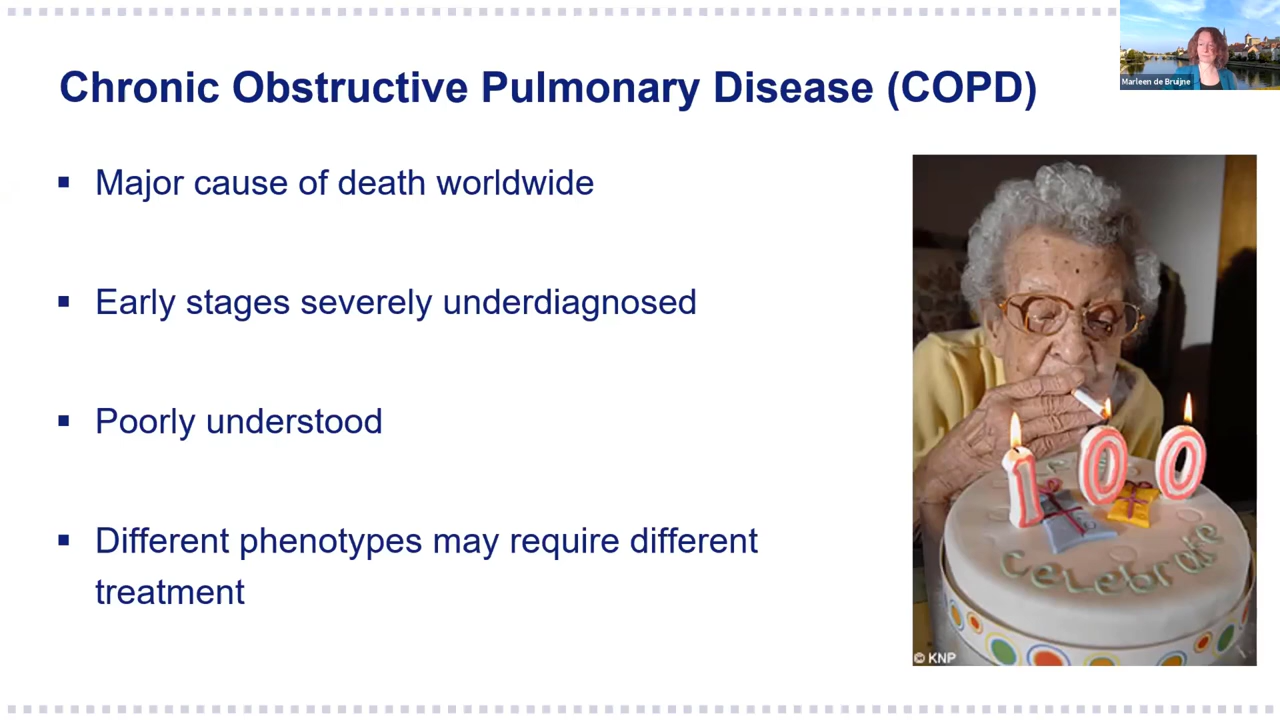 Chronic Obstructive Pulmonary Disease (COPD)
Marleen de Bruijne
▪ Major cause of death worldwide
▪ Early stages severely underdiagnosed
▪ Poorly understood
▪ Different phenotypes may require different
treatment
100
Celebrate
© KNP